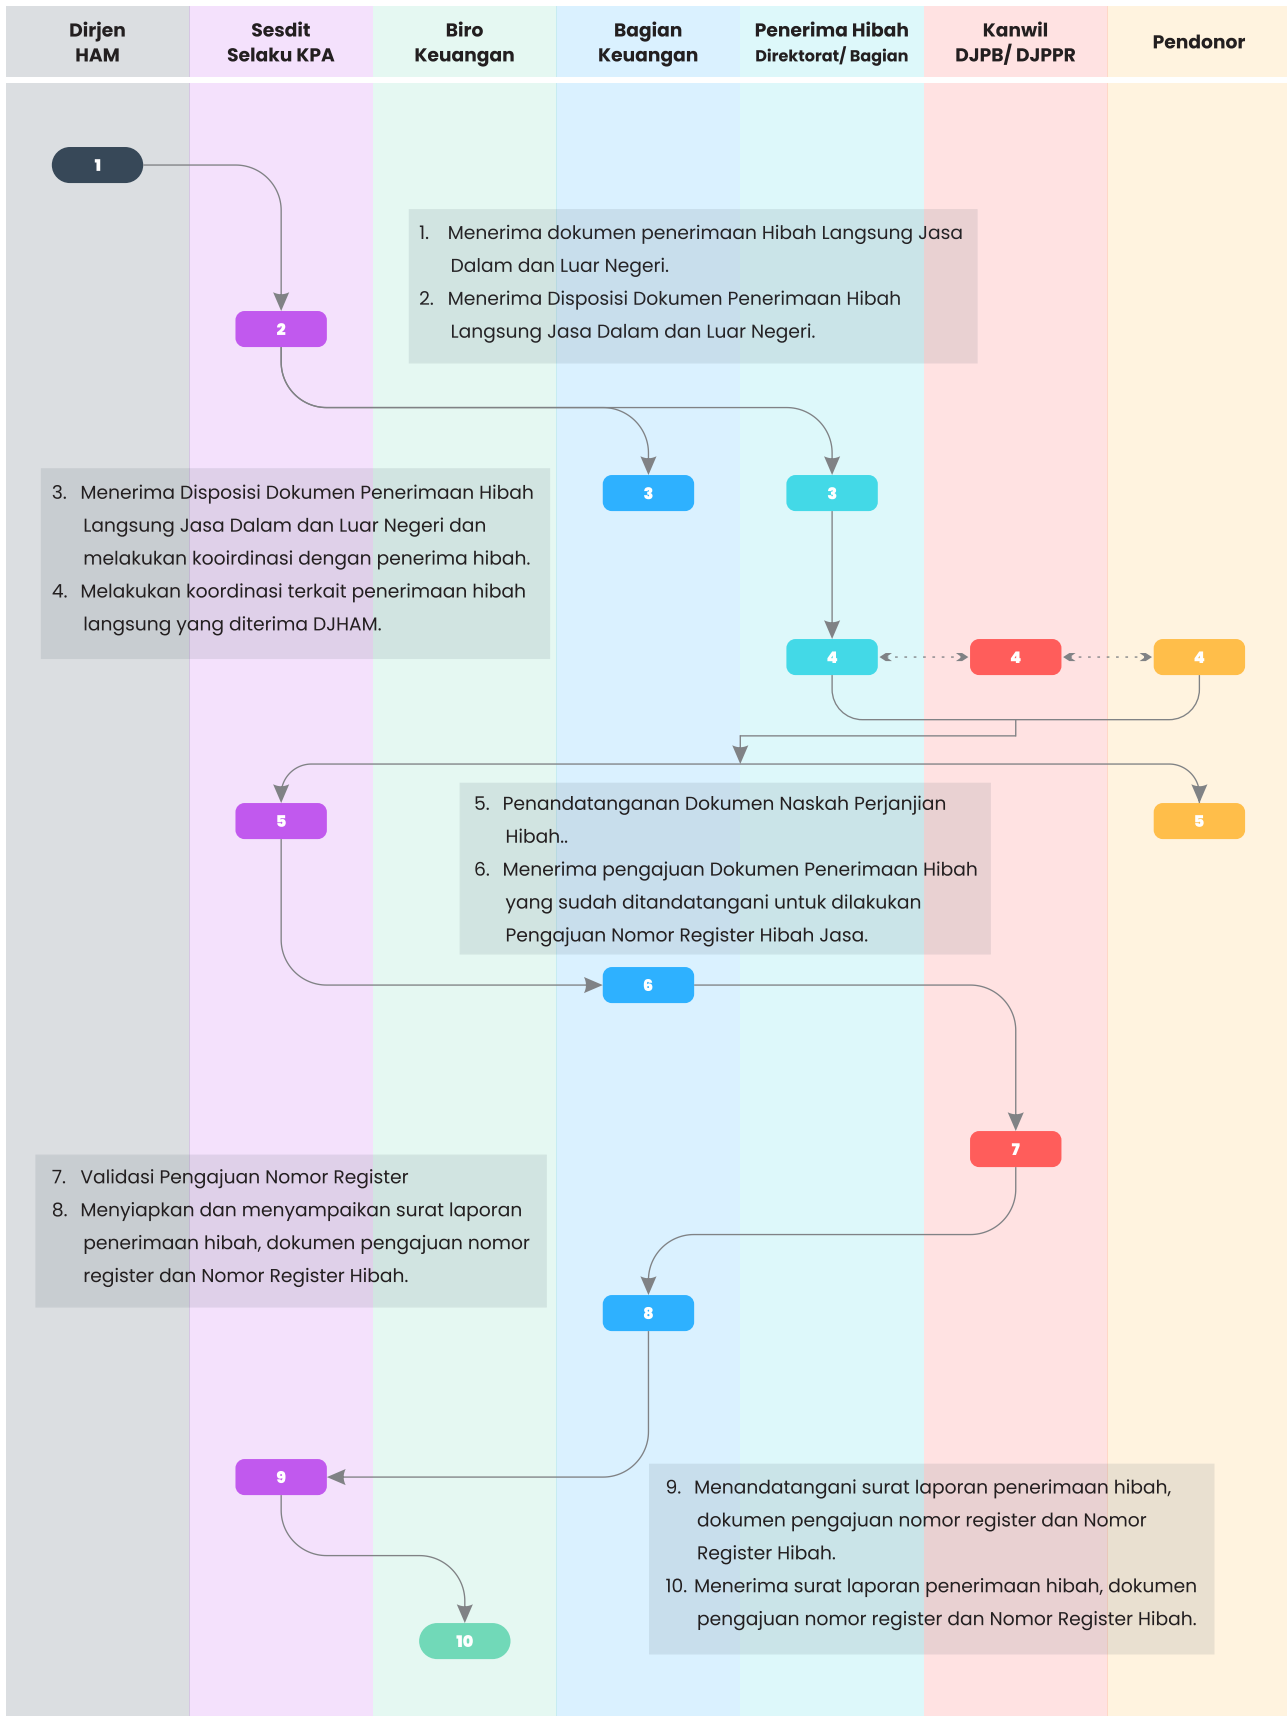 Dirjen
HAM
Sesdit
Selaku KPA
Biro
Keuangan
Bagian
Keuangan
Penerima Hibah
Direktorat/ Bagian
Kanwil
DJPB/ DJPPR
Pendonor
1
1. Menerima dokumen penerimaan Hibah Langsung Jasa
Dalam dan Luar Negeri.
2. Menerima Disposisi Dokumen Penerimaan Hibah
Langsung Jasa Dalam dan Luar Negeri.
2
3. Menerima Disposisi Dokumen Penerimaan Hibah
Langsung Jasa Dalam dan Luar Negeri dan
melakukan kooirdinasi dengan penerima hibah.
4. Melakukan koordinasi terkait penerimaan hibah
langsung yang diterima DJHAM.
3
3
4
4
4
5
5. Penandatanganan Dokumen Naskah Perjanjian
Hibah..
6. Menerima pengajuan Dokumen Penerimaan Hibah
yang sudah ditandatangani untuk dilakukan
Pengajuan Nomor Register Hibah Jasa.
5
6
7
7. Validasi Pengajuan Nomor Register
8. Menyiapkan dan menyampaikan surat laporan
penerimaan hibah, dokumen pengajuan nomor
register dan Nomor Register Hibah.
8
9
9. Menandatangani surat laporan penerimaan hibah,
dokumen pengajuan nomor register dan Nomor
Register Hibah.
10. Menerima surat laporan penerimaan hibah, dokumen
pengajuan nomor register dan Nomor Register Hibah.
10